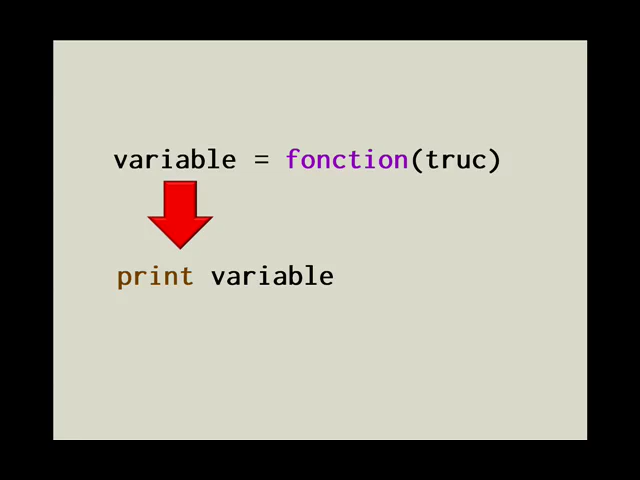 variable = fonction(truc)
print variable